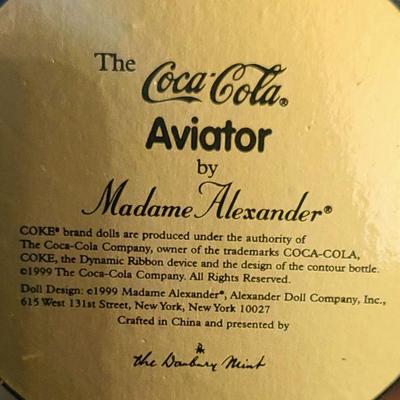 The Coca-Cola®
Aviator
by
Madame Alexander®
COKE® brand dolls are produced under the authority of
The Coca-Cola Company, owner of the trademarks COCA-COLA,
COKE, the Dynamic Ribbon device and the design of the contour bottle.
©1999 The Coca-Cola Company. All Rights Reserved.
Doll Design: ©1999 Madame Alexander®, Alexander Doll Company, Inc.,
615 West 131st Street, New York, New York 10027
Crafted in China and presented by
the Danbury Mint